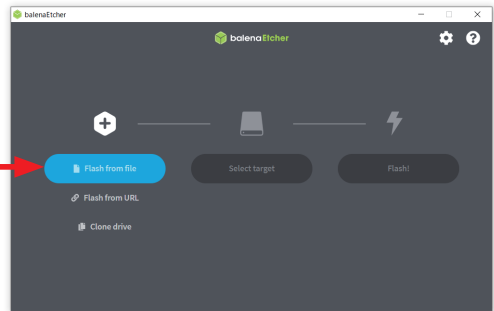 balenaEtcher
balenaEtcher
Flash from file
Select target
Flash!
Flash from URL
Clone drive